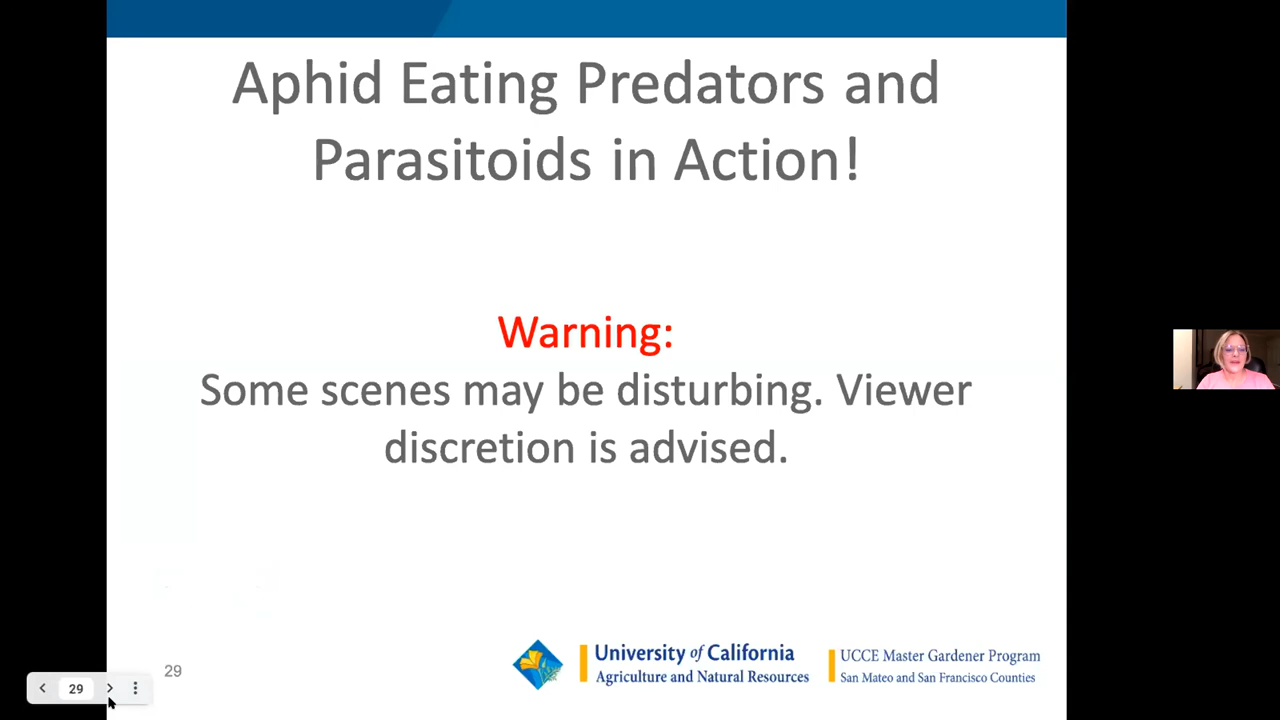 Aphid Eating Predators and
Parasitoids in Action!
Warning:
Some scenes may be disturbing. Viewer
discretion is advised.
29
University of California
Agriculture and Natural Resources
UCCE Master Gardener Program
San Mateo and San Francisco Counties
29